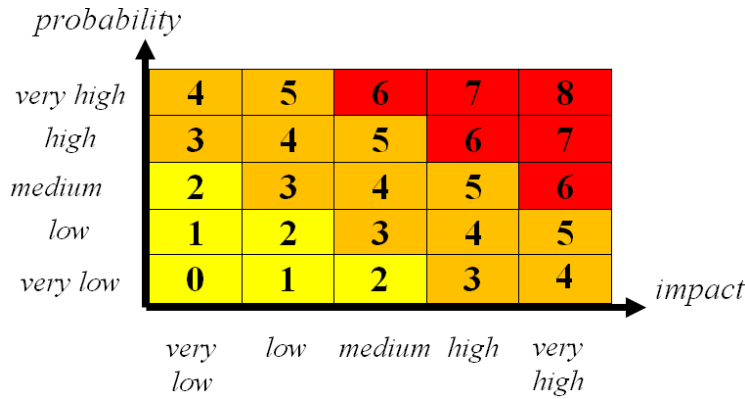 probability
very high 4 5 6 7 8
high 3 4 5 6 7
medium 2 3 4 5 6
low 1 2 3 4 5
very low 0 1 2 3 4
impact
very low medium high very
low high